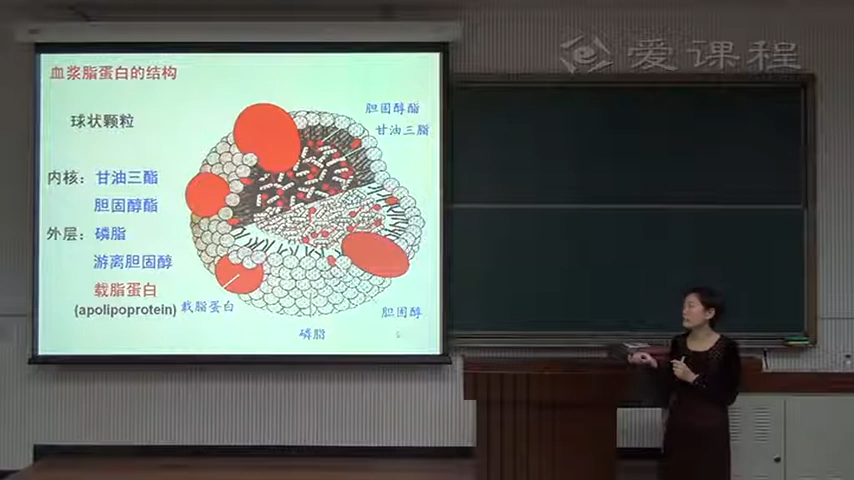 爱课程
血浆脂蛋白的结构
胆固醇酯
球状颗粒
甘油三脂
内核：甘油三酯
胆固醇酯
外层：磷脂
游离胆固醇
载脂蛋白
(apolipoprotein)
载脂蛋白
胆固醇
磷脂